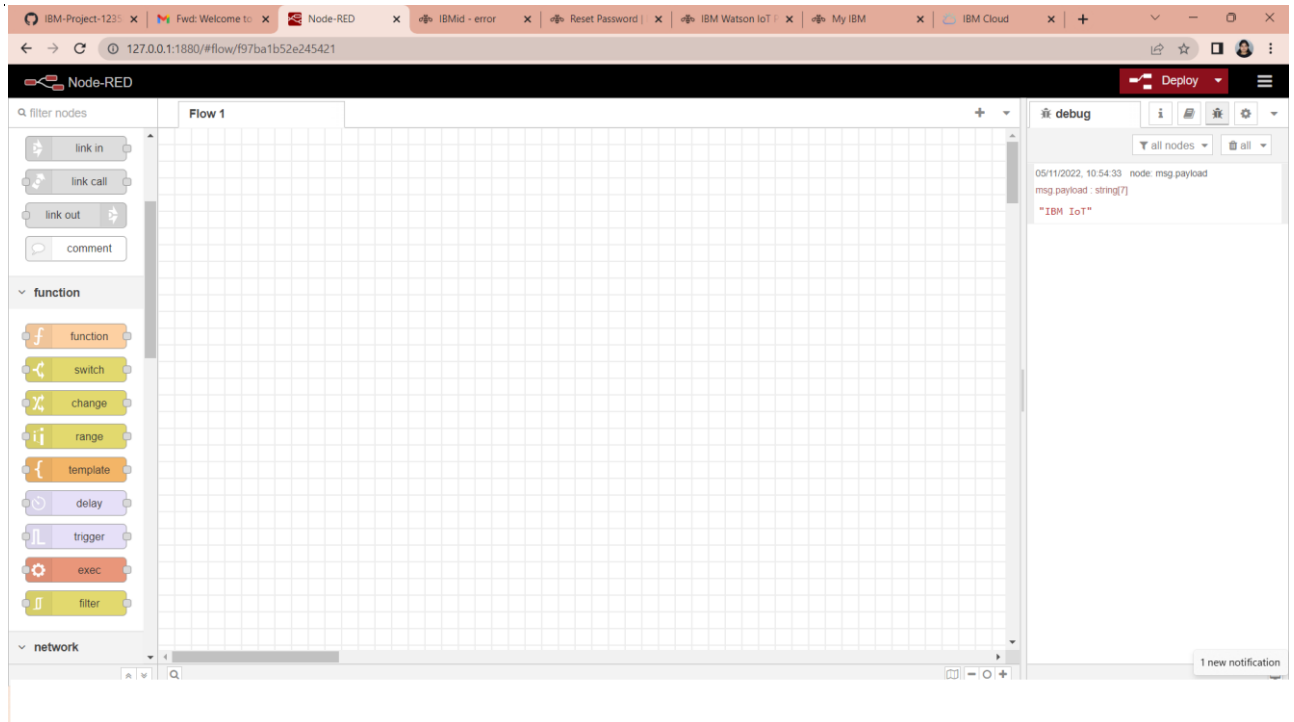 IBM-Project-1235
Fwd: Welcome to
Node-RED
IBMid - error
Reset Password |
IBM Watson IoT P
My IBM
IBM Cloud
127.0.0.1:1880/#flow/f97ba1b52e245421
Node-RED
Deploy
filter nodes
Flow 1
debug
all nodes
all
link in
link call
link out
comment
05/11/2022, 10:54:33 node: msg.payload
msg.payload : string[7]
"IBM IoT"
function
function
switch
change
range
template
delay
trigger
exec
filter
network
1 new notification